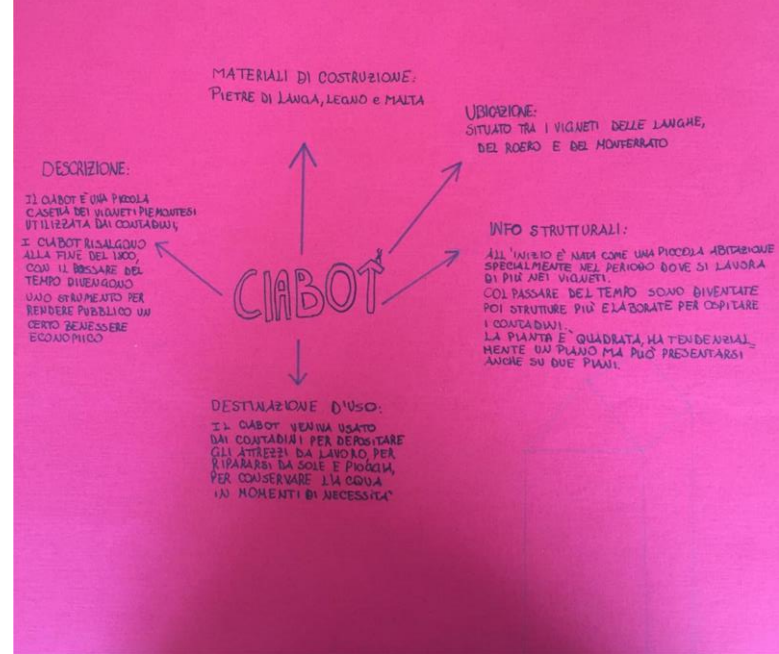 MATERIALI DI COSTRUZIONE:
PIETRE DI LANGA, LEGNO e MALTA
UBICAZIONE:
SITUATO TRA I VIGNETI DELLE LANGHE,
DEL ROERO E DEL MONFERRATO
DESCRIZIONE:
IL CIABOT È UNA PICCOLA
CASETTA DEI VIGNETI PIEMONTESI
UTILIZZATA DAI CONTADINI;
I CIABOT RISALGONO
ALLA FINE DEL 1800,
CON IL PASSARE DEL
TEMPO DIVENGONO
UNO STRUMENTO PER
RENDERE PUBBLICO UN
CERTO BENESSERE
ECONOMICO
CIABOT
INFO STRUTTURALI:
ALL'INIZIO È NATA COME UNA PICCOLA ABITAZIONE
SPECIALMENTE NEL PERIODO DOVE SI LAVORA
DI PIÙ NEI VIGNETI.
COL PASSARE DEL TEMPO SONO DIVENTATE
POI STRUTTURE PIÙ ELABORATE PER OSPITARE
I CONTADINI.
LA PIANTA È QUADRATA, HA TENDENZIAL_
MENTE UN PIANO MA PUÒ PRESENTARSI
ANCHE SU DUE PIANI.
DESTINAZIONE D'USO:
IL CIABOT VENIVA USATO
DAI CONTADINI PER DEPOSITARE
GLI ATTREZZI DA LAVORO, PER
RIPARARSI DA SOLE E PIOGGIA,
PER CONSERVARE L'ACQUA
IN MOMENTI DI NECESSITÀ